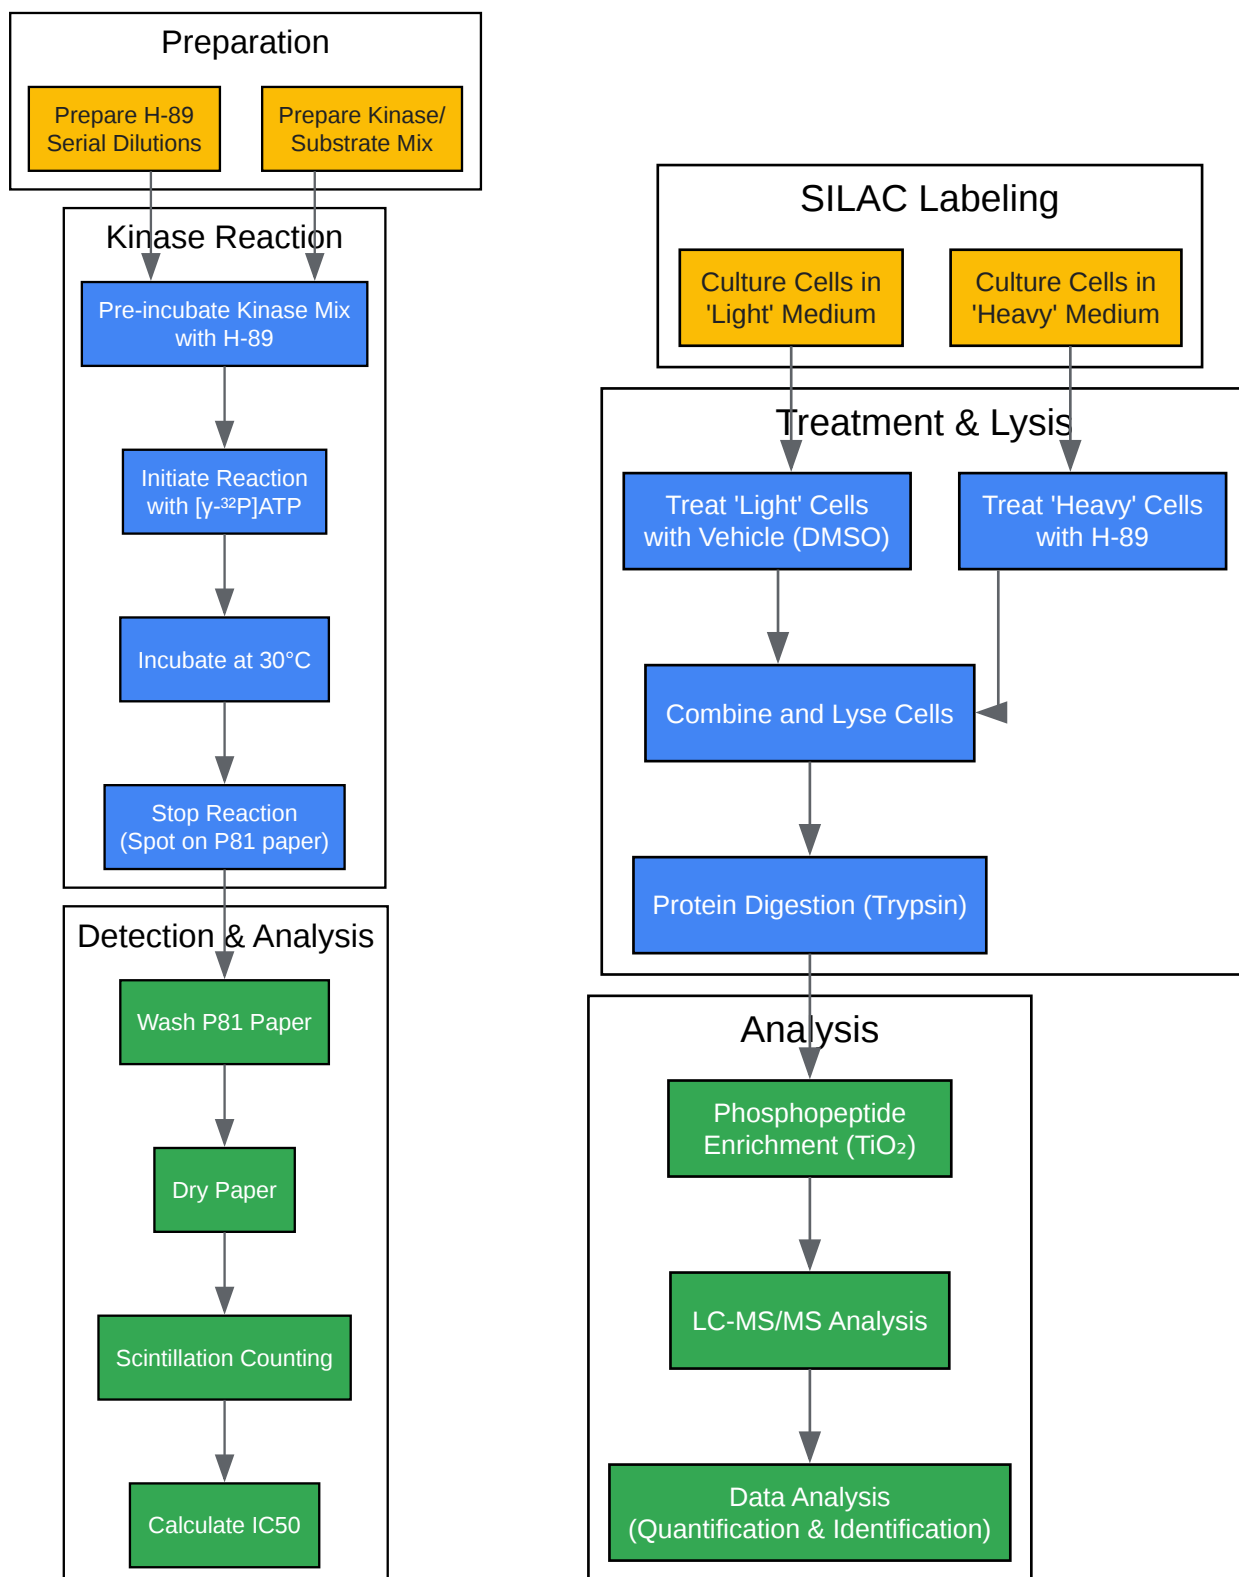 Preparation
Prepare H-89
Serial Dilutions
Prepare Kinase/
Substrate Mix
Kinase Reaction
Pre-incubate Kinase Mix
with H-89
Initiate Reaction
with [γ-³²P]ATP
Incubate at 30°C
Stop Reaction
(Spot on P81 paper)
Detection & Analysis
Wash P81 Paper
Dry Paper
Scintillation Counting
Calculate IC50
SILAC Labeling
Culture Cells in
'Light' Medium
Culture Cells in
'Heavy' Medium
Treatment & Lysis
Treat 'Light' Cells
with Vehicle (DMSO)
Treat 'Heavy' Cells
with H-89
Combine and Lyse Cells
Protein Digestion (Trypsin)
Analysis
Phosphopeptide
Enrichment (TiO₂)
LC-MS/MS Analysis
Data Analysis
(Quantification & Identification)